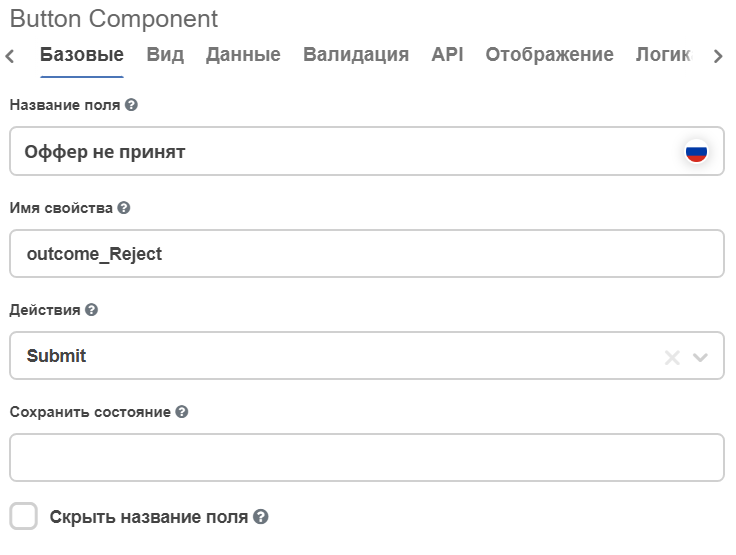 Button Component
Базовые Вид Данные Валидация API Отображение Логик
Название поля
Оффер не принят
Имя свойства
outcome_Reject
Действия
Submit
Сохранить состояние
Скрыть название поля